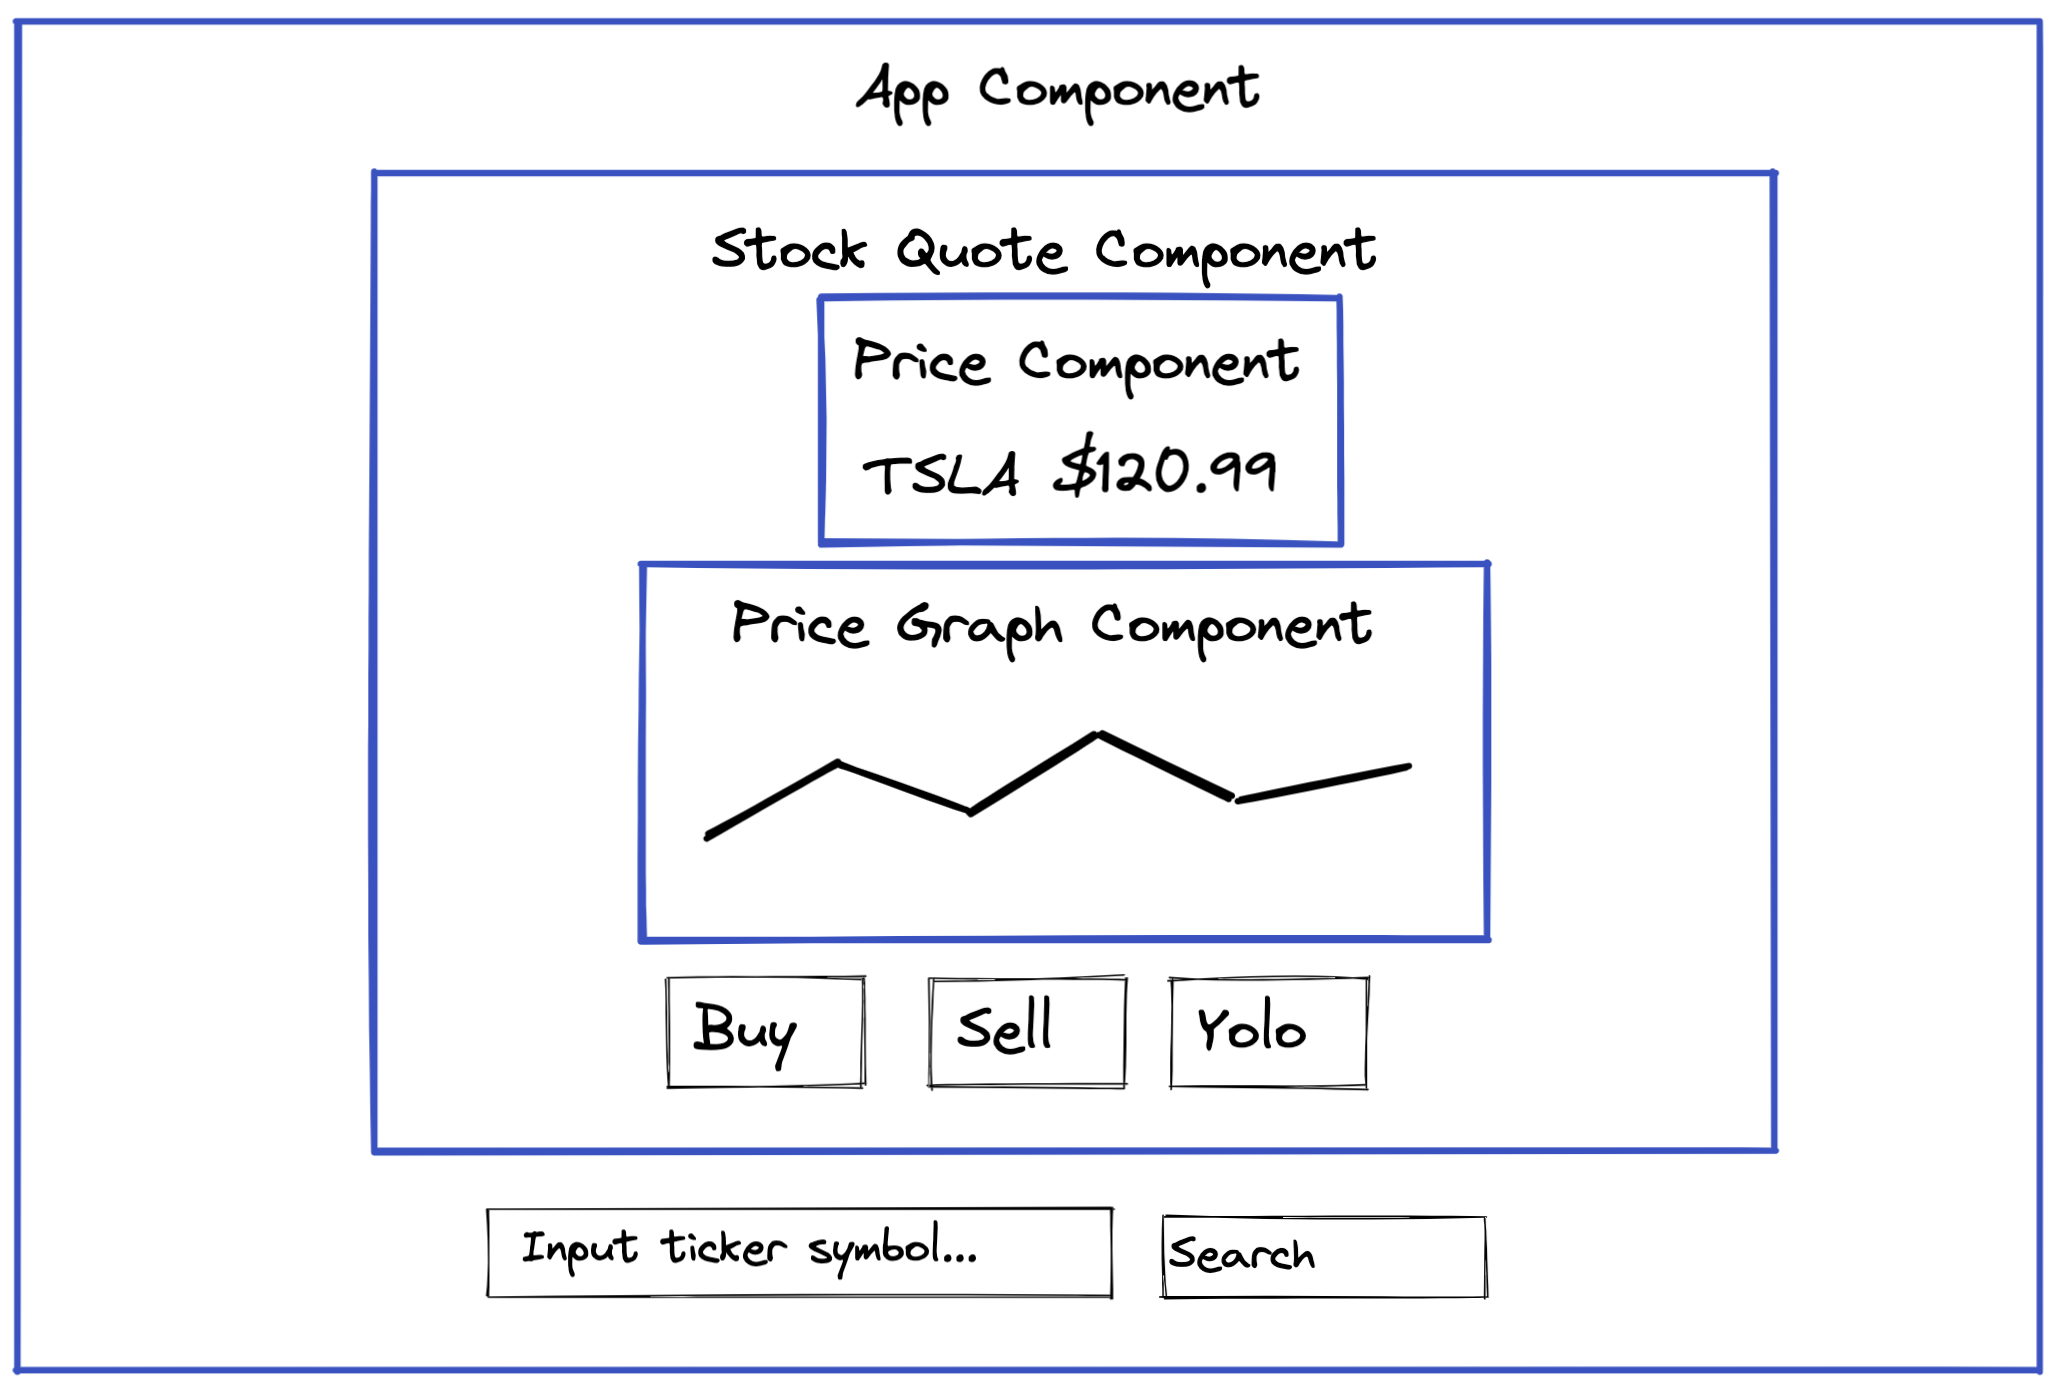 App Component
Stock Quote Component
Price Component
TSLA $120.99
Price Graph Component
Buy Sell Yolo
Input ticker symbol... Search